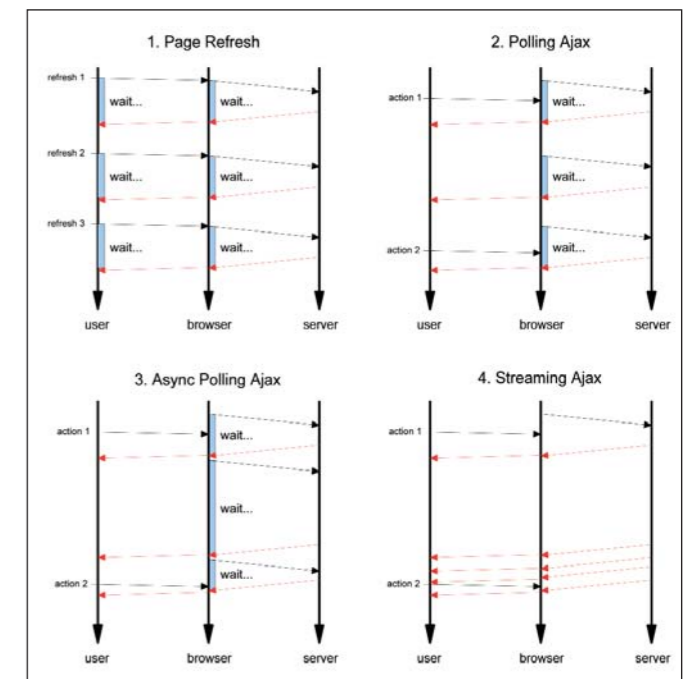 1. Page Refresh
refresh 1
wait...
wait...
refresh 2
wait...
wait...
refresh 3
wait...
wait...
user
browser
server
2. Polling Ajax
action 1
wait...
wait...
action 2
wait...
user
browser
server
3. Async Polling Ajax
action 1
wait...
wait...
action 2
wait...
user
browser
server
4. Streaming Ajax
action 1
action 2
user
browser
server